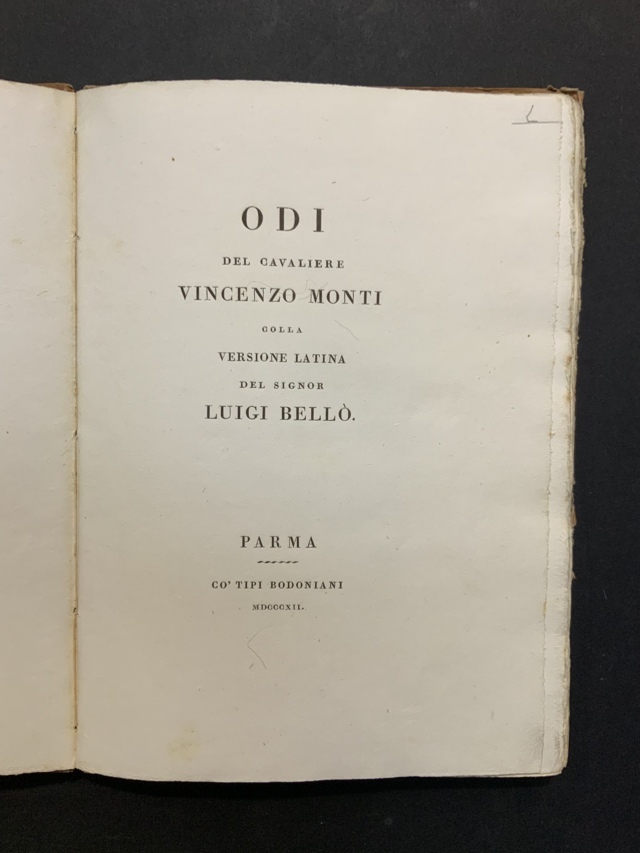 ODI
DEL CAVALIERE
VINCENZO MONTI
COLLA
VERSIONE LATINA
DEL SIGNOR
LUIGI BELLÒ.
PARMA
CO' TIPI BODONIANI
MDCCCXII.